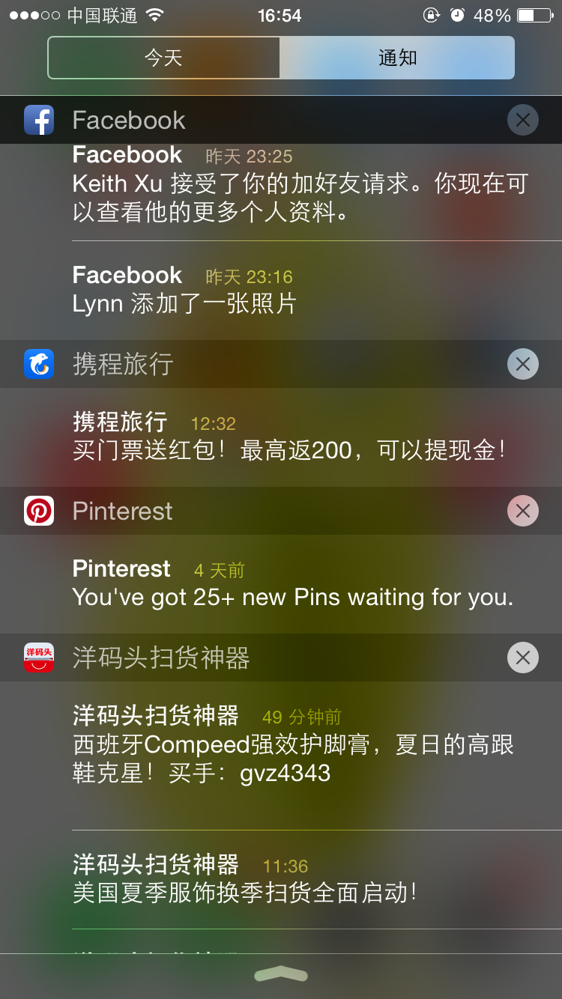 中国联通 16:54 48%
今天 通知
Facebook
Facebook 昨天 23:25
Keith Xu 接受了你的加好友请求。你现在可
以查看他的更多个人资料。
Facebook 昨天 23:16
Lynn 添加了一张照片
携程旅行
携程旅行 12:32
买门票送红包！最高返200，可以提现金！
Pinterest
Pinterest 4 天前
You've got 25+ new Pins waiting for you.
洋码头
洋码头扫货神器
洋码头扫货神器 49 分钟前
西班牙Compeed强效护脚膏，夏日的高跟
鞋克星！买手：gvz4343
洋码头扫货神器 11:36
美国夏季服饰换季扫货全面启动！